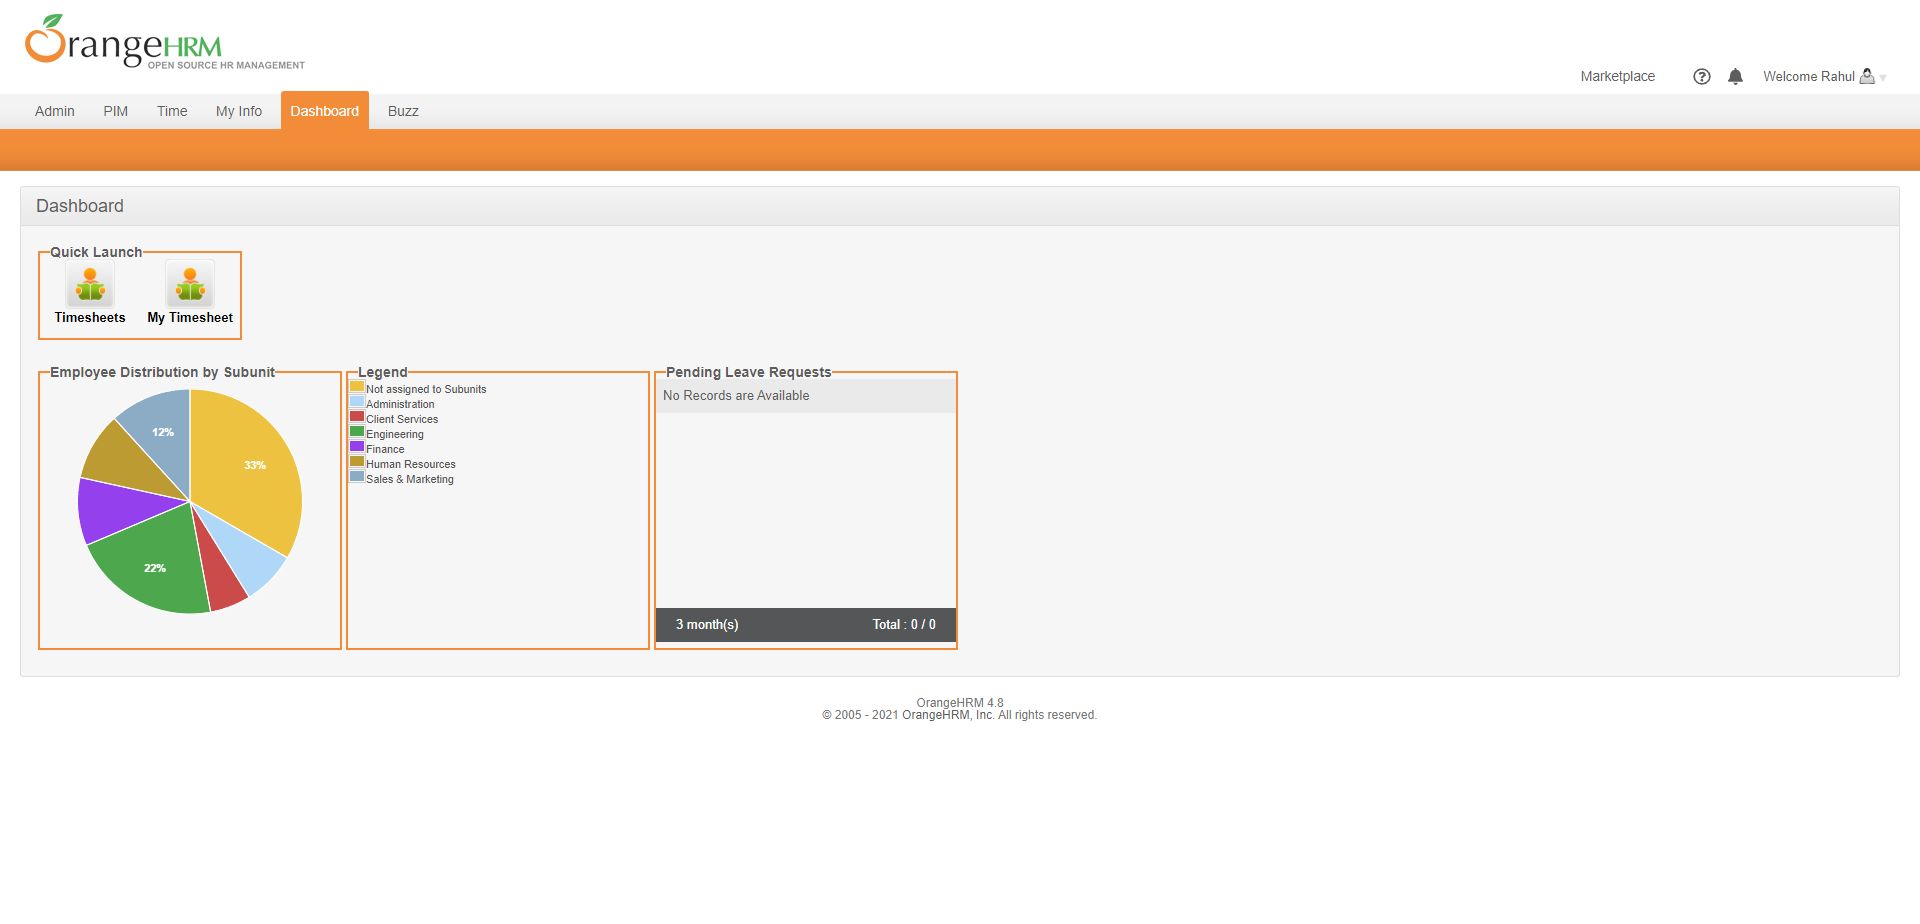 OrangeHRM
OPEN SOURCE HR MANAGEMENT
Marketplace
Welcome Rahul
Admin PIM Time My Info Dashboard Buzz
Dashboard
Quick Launch
Timesheets My Timesheet
Employee Distribution by Subunit
12%
33%
22%
Legend
Not assigned to Subunits
Administration
Client Services
Engineering
Finance
Human Resources
Sales & Marketing
Pending Leave Requests
No Records are Available
3 month(s) Total : 0 / 0
OrangeHRM 4.8
© 2005 - 2021 OrangeHRM, Inc. All rights reserved.